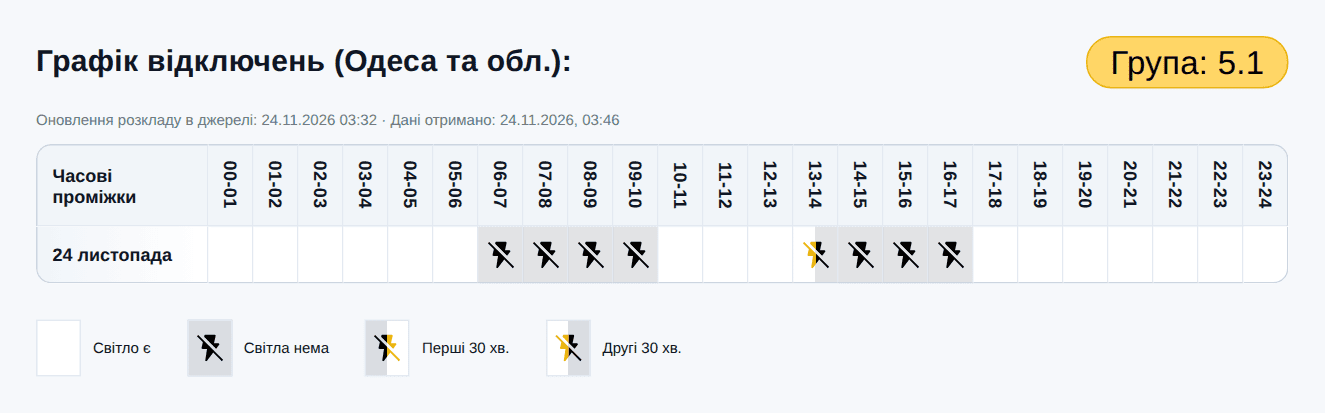 Графік відключень (Одеса та обл.):
Група: 5.1
Оновлення розкладу в джерелі: 24.11.2026 03:32 · Дані отримано: 24.11.2026, 03:46
Часові
проміжки
00-01
01-02
02-03
03-04
04-05
05-06
06-07
07-08
08-09
09-10
10-11
11-12
12-13
13-14
14-15
15-16
16-17
17-18
18-19
19-20
20-21
21-22
22-23
23-24
24 листопада
Світло є
Світла нема
Перші 30 хв.
Другі 30 хв.